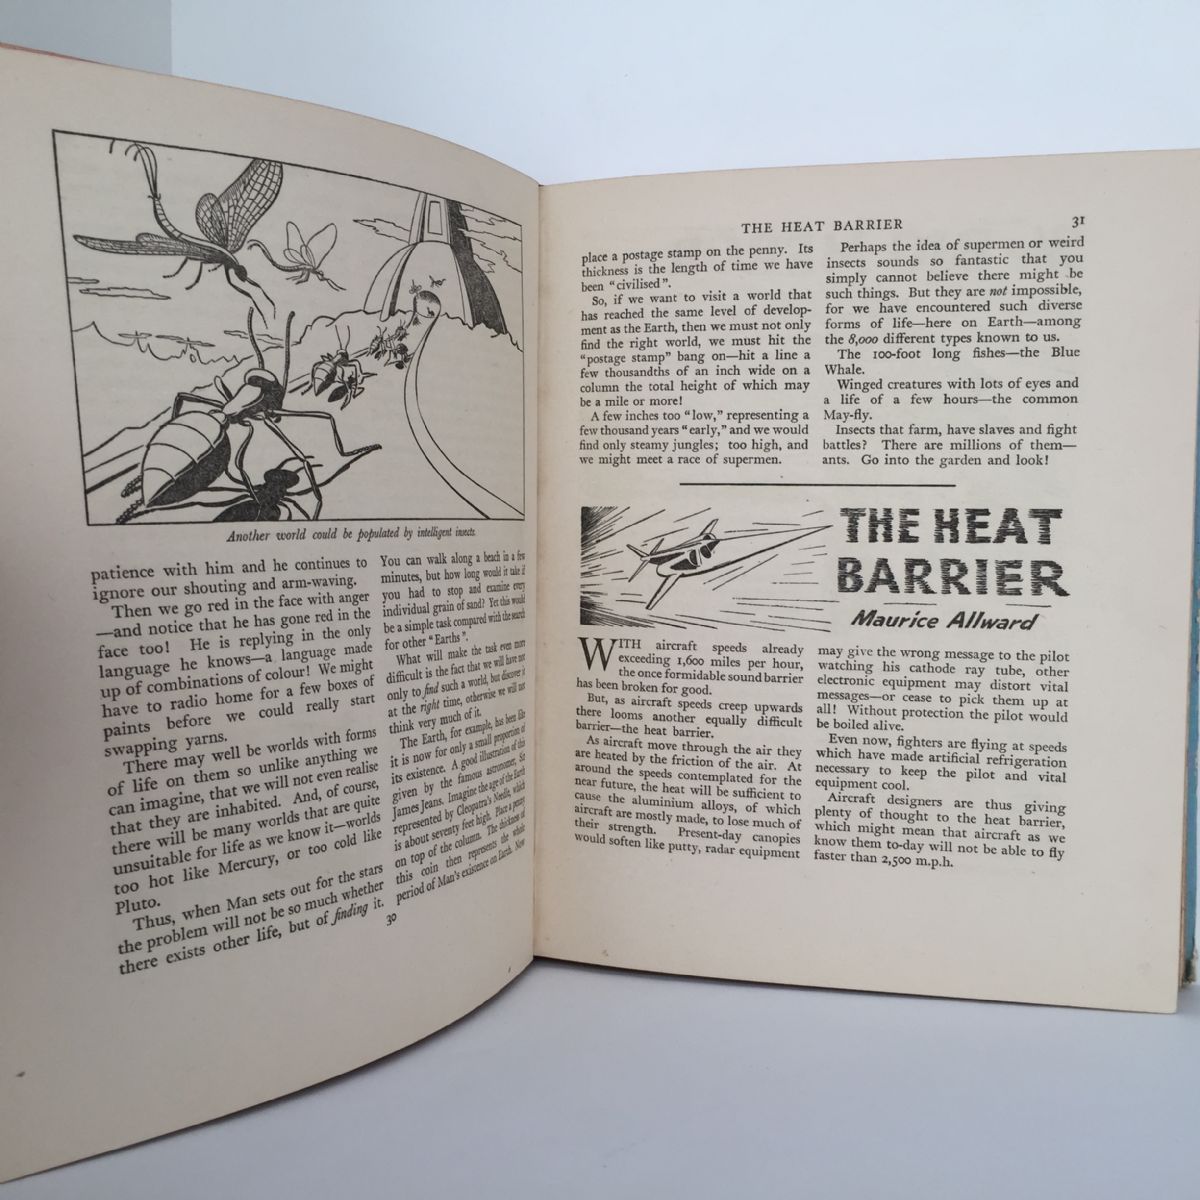 Another world could be populated by intelligent insects.
patience with him and he continues to
ignore our shouting and arm-waving.
Then we go red in the face with anger
—and notice that he has gone red in the
face too! He is replying in the only
language he knows—a language made
up of combinations of colour! We might
have to radio home for a few boxes of
paints before we could really start
swapping yarns.
There may well be worlds with forms
of life on them so unlike anything we
can imagine, that we will not even realise
that they are inhabited. And, of course,
there will be many worlds that are quite
unsuitable for life as we know it—worlds
too hot like Mercury, or too cold like
Pluto.
Thus, when Man sets out for the stars
the problem will not be so much whether
there exists other life, but of finding it.
You can walk along a beach in a few
minutes, but how long would it take if
you had to stop and examine every
individual grain of sand? Yet this would
be a simple task compared with the search
for other "Earths".
What will make the task even more
difficult is the fact that we will have not
only to find such a world, but discover it
at the right time, otherwise we will not
think very much of it.
The Earth, for example, has been like
it is now for only a small proportion of
its existence. A good illustration of this
given by the famous astronomer, Sir
James Jeans. Imagine the age of the Earth
represented by Cleopatra's Needle, which
is about seventy feet high. Place a penny
on top of the column. The thickness of
this coin then represents the whole
period of Man's existence on Earth. Now
30
THE HEAT BARRIER
31
place a postage stamp on the penny. Its
thickness is the length of time we have
been "civilised".
So, if we want to visit a world that
has reached the same level of develop-
ment as the Earth, then we must not only
find the right world, we must hit the
"postage stamp" bang on—hit a line a
few thousandths of an inch wide on a
column the total height of which may
be a mile or more!
A few inches too "low," representing a
few thousand years "early," and we would
find only steamy jungles; too high, and
we might meet a race of supermen.
Perhaps the idea of supermen or weird
insects sounds so fantastic that you
simply cannot believe there might be
such things. But they are not impossible,
for we have encountered such diverse
forms of life—here on Earth—among
the 8,000 different types known to us.
The 100-foot long fishes—the Blue
Whale.
Winged creatures with lots of eyes and
a life of a few hours—the common
May-fly.
Insects that farm, have slaves and fight
battles? There are millions of them—
ants. Go into the garden and look!
THE HEAT
BARRIER
Maurice Allward
WITH aircraft speeds already
exceeding 1,600 miles per hour,
the once formidable sound barrier
has been broken for good.
But, as aircraft speeds creep upwards
there looms another equally difficult
barrier—the heat barrier.
As aircraft move through the air they
are heated by the friction of the air. At
around the speeds contemplated for the
near future, the heat will be sufficient to
cause the aluminium alloys, of which
aircraft are mostly made, to lose much of
their strength. Present-day canopies
would soften like putty, radar equipment
may give the wrong message to the pilot
watching his cathode ray tube, other
electronic equipment may distort vital
messages—or cease to pick them up at
all! Without protection the pilot would
be boiled alive.
Even now, fighters are flying at speeds
which have made artificial refrigeration
necessary to keep the pilot and vital
equipment cool.
Aircraft designers are thus giving
plenty of thought to the heat barrier,
which might mean that aircraft as we
know them to-day will not be able to fly
faster than 2,500 m.p.h.